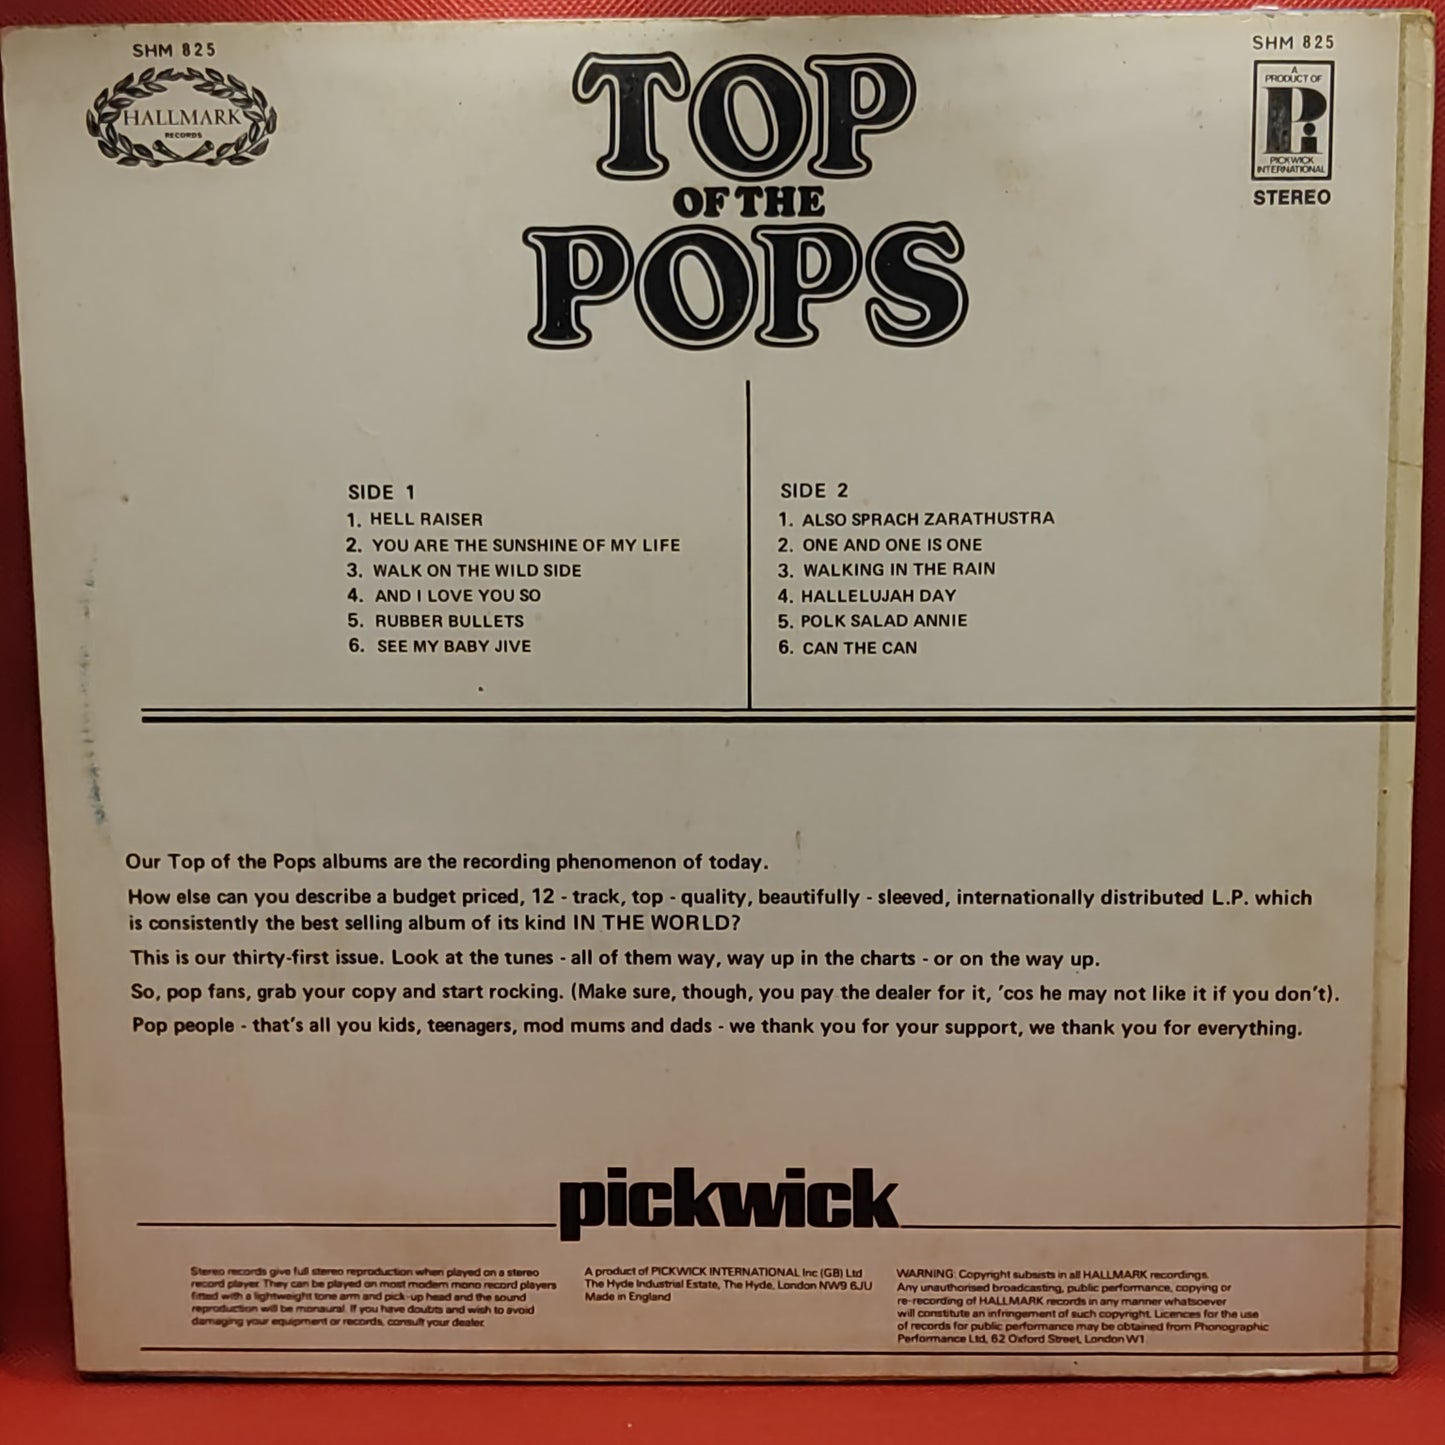 SHM 825
HALLMARK
RECORDS
TOP
OF THE
POPS
SHM 825
A
PRODUCT OF
Pi
PICKWICK
INTERNATIONAL
STEREO
SIDE 1
1. HELL RAISER
2. YOU ARE THE SUNSHINE OF MY LIFE
3. WALK ON THE WILD SIDE
4. AND I LOVE YOU SO
5. RUBBER BULLETS
6. SEE MY BABY JIVE
SIDE 2
1. ALSO SPRACH ZARATHUSTRA
2. ONE AND ONE IS ONE
3. WALKING IN THE RAIN
4. HALLELUJAH DAY
5. POLK SALAD ANNIE
6. CAN THE CAN
Our Top of the Pops albums are the recording phenomenon of today.
How else can you describe a budget priced, 12 - track, top - quality, beautifully - sleeved, internationally distributed L.P. which
is consistently the best selling album of its kind IN THE WORLD?
This is our thirty-first issue. Look at the tunes - all of them way, way up in the charts - or on the way up.
So, pop fans, grab your copy and start rocking. (Make sure, though, you pay the dealer for it, 'cos he may not like it if you don't).
Pop people - that's all you kids, teenagers, mod mums and dads - we thank you for your support, we thank you for everything.
pickwick
Stereo records give full stereo reproduction when played on a stereo
record player. They can be played on most modern mono record players
fitted with a lightweight tone arm and pick-up head and the sound
reproduction will be monaural. If you have doubts and wish to avoid
damaging your equipment or records, consult your dealer.
A product of PICKWICK INTERNATIONAL Inc (GB) Ltd
The Hyde Industrial Estate, The Hyde, London NW9 6JU
Made in England
WARNING: Copyright subsists in all HALLMARK recordings.
Any unauthorised broadcasting, public performance, copying or
re-recording of HALLMARK records in any manner whatsoever
will constitute an infringement of such copyright. Licences for the use
of records for public performance may be obtained from Phonographic
Performance Ltd, 62 Oxford Street, London W1